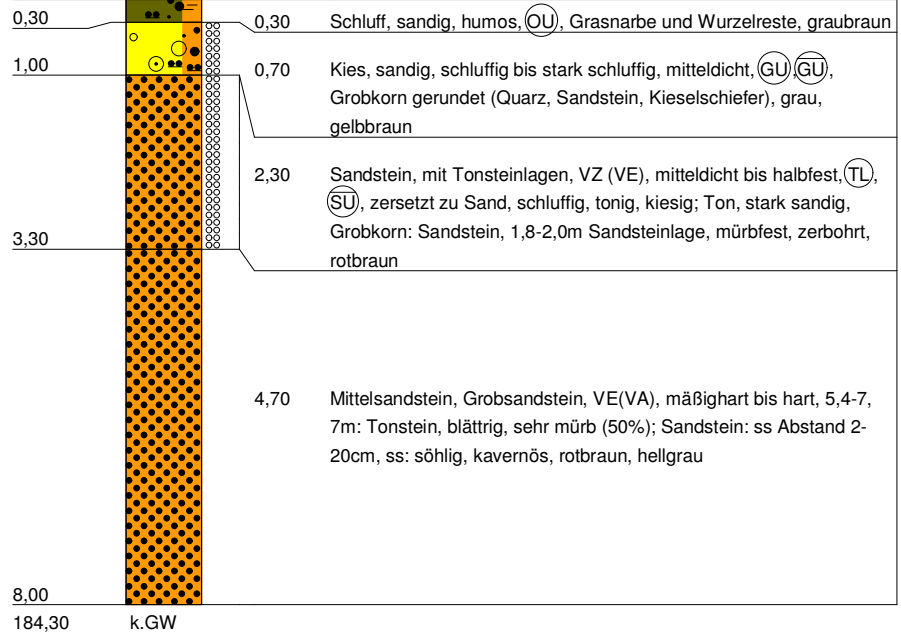 0,30 0,30 Schluff, sandig, humos, OU, Grasnarbe und Wurzelreste, graubraun
1,00 0,70 Kies, sandig, schluffig bis stark schluffig, mitteldicht, GU, G̅U̅,
Grobkorn gerundet (Quarz, Sandstein, Kieselschiefer), grau,
gelbbraun
2,30 Sandstein, mit Tonsteinlagen, VZ (VE), mitteldicht bis halbfest, TL,
S̅U̅, zersetzt zu Sand, schluffig, tonig, kiesig; Ton, stark sandig,
3,30 Grobkorn: Sandstein, 1,8-2,0m Sandsteinlage, mürbfest, zerbohrt,
rotbraun
4,70 Mittelsandstein, Grobsandstein, VE(VA), mäßighart bis hart, 5,4-7,
7m: Tonstein, blättrig, sehr mürb (50%); Sandstein: ss Abstand 2-
20cm, ss: söhlig, kavernös, rotbraun, hellgrau
8,00
184,30 k.GW